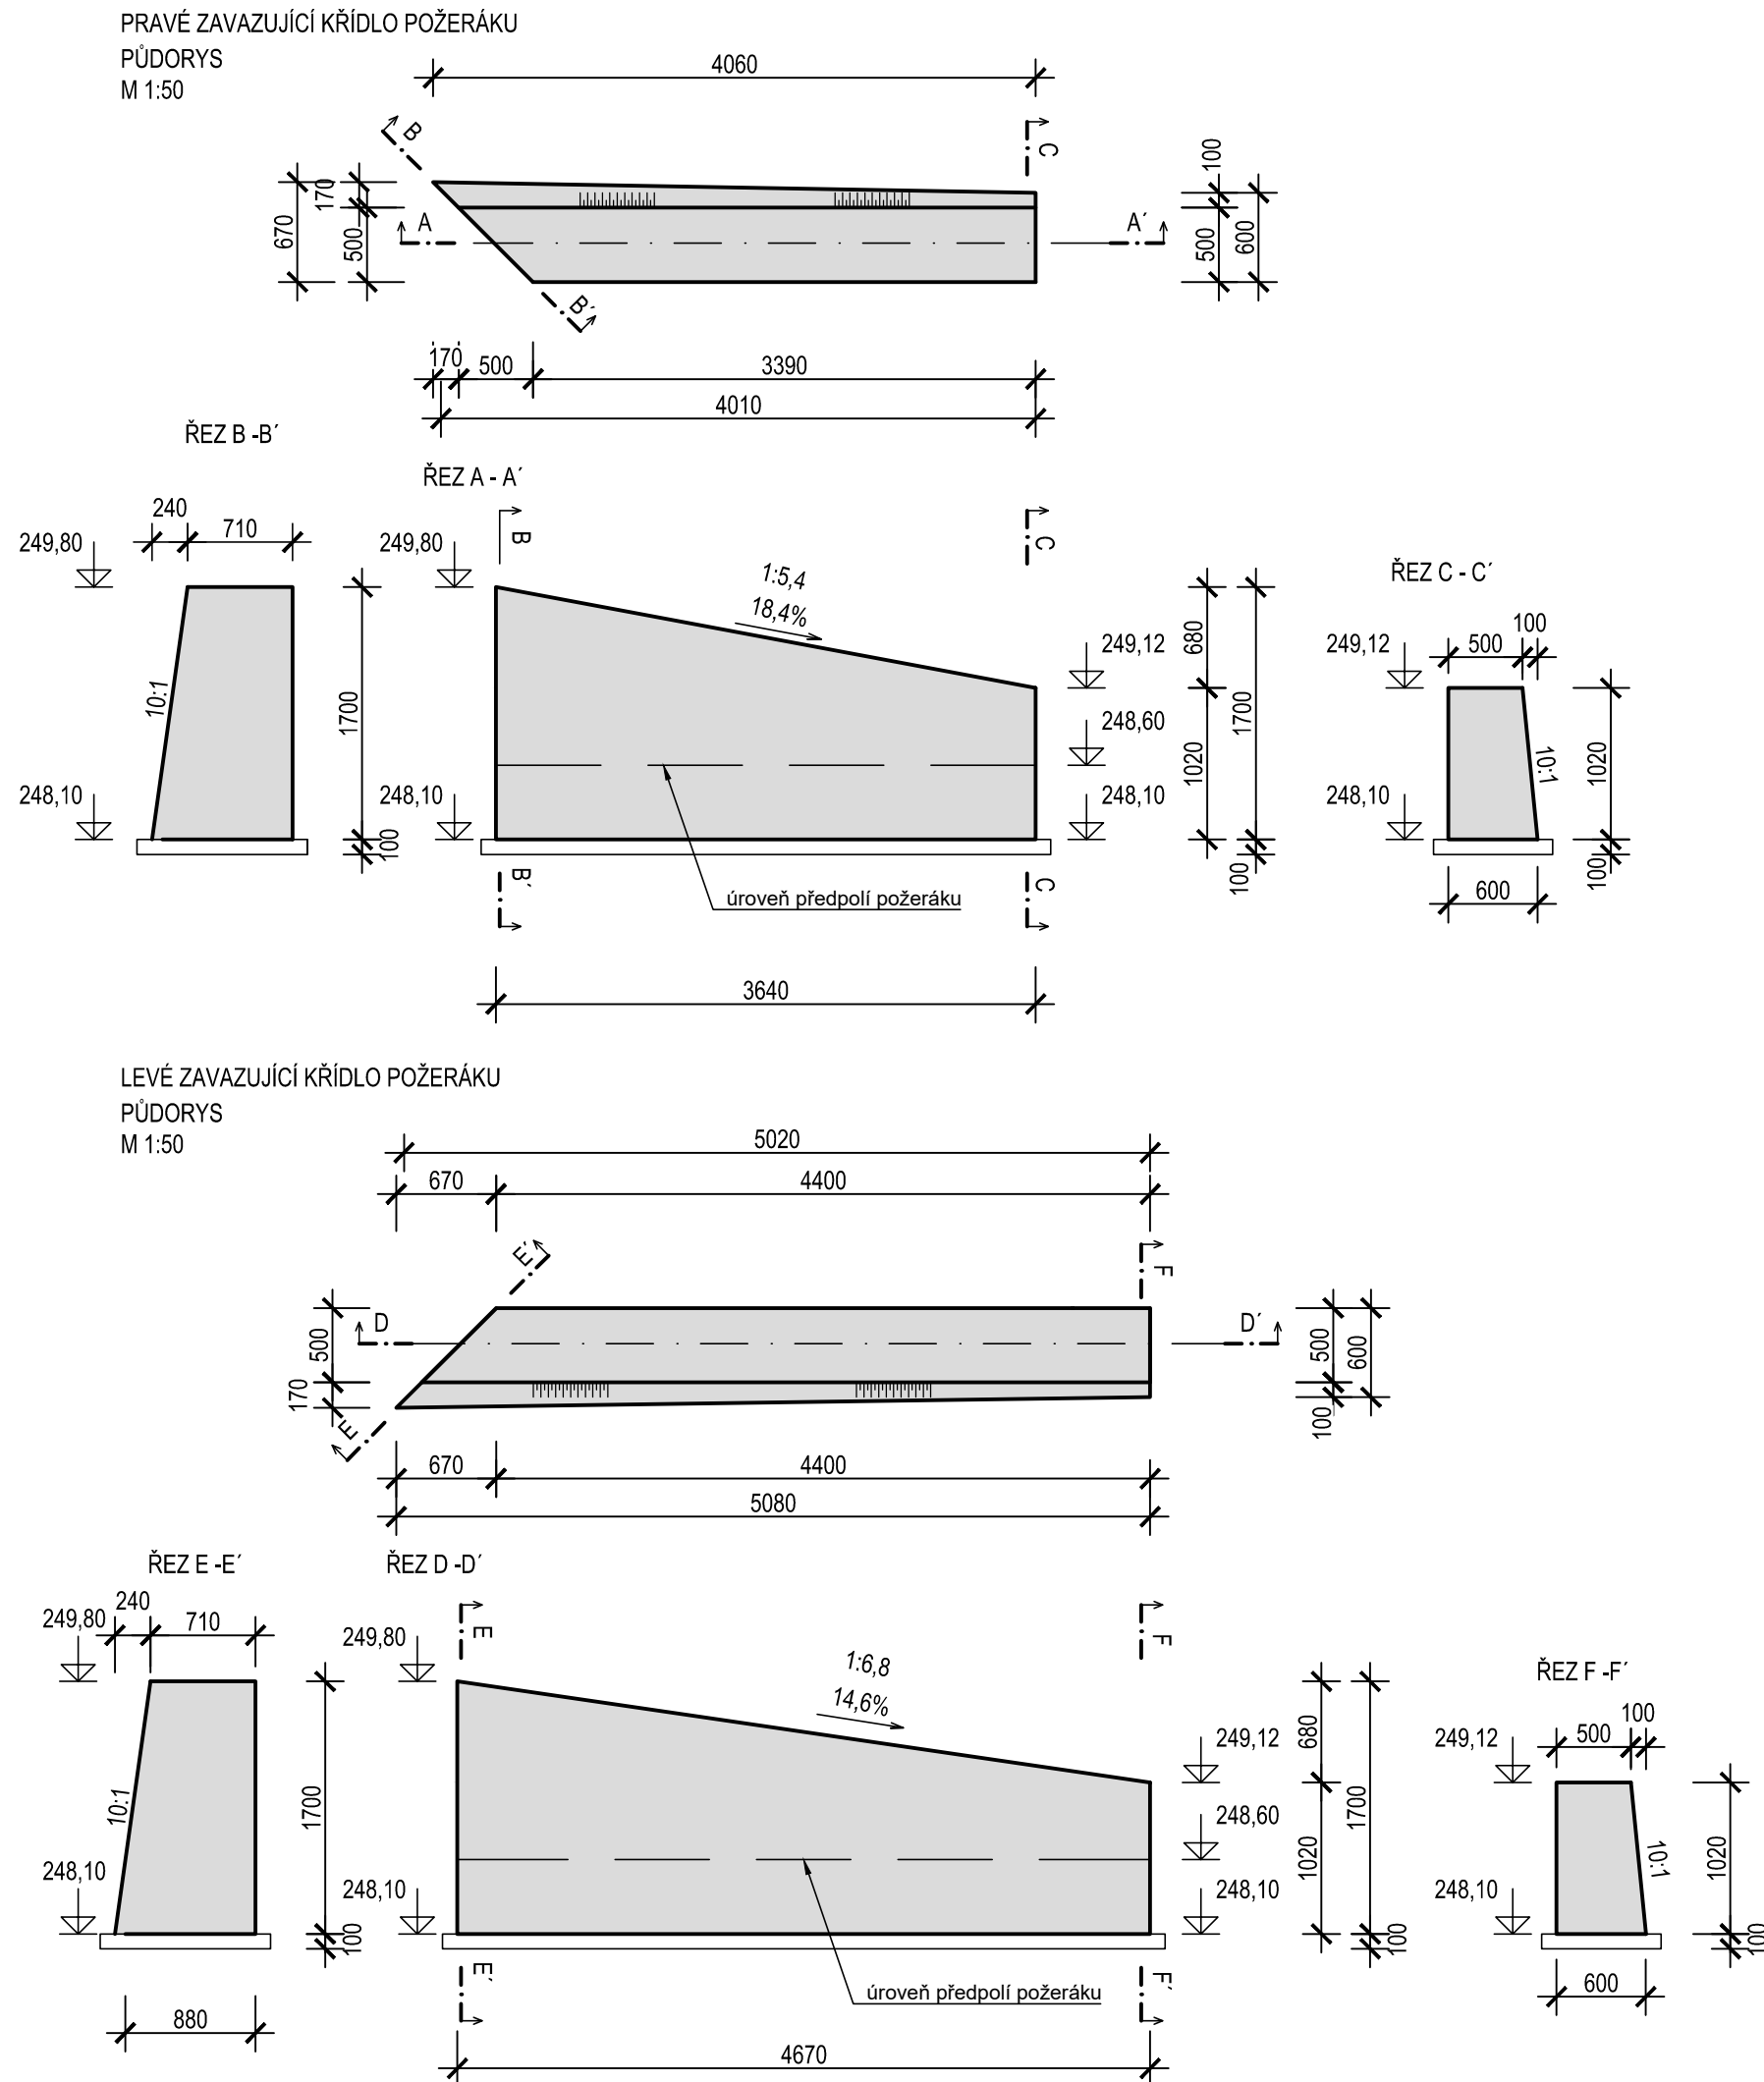 PRAVÉ ZAVAZUJÍCÍ KŘÍDLO POŽERÁKU
PŮDORYS
M 1:50
4060
B
C
100
170
670
500
A
A´
500
600
B´
170
500
3390
4010
ŘEZ B -B´
ŘEZ A - A´
240
710
249,80
249,80
B
C
1:5,4
18,4%
ŘEZ C - C´
10:1
1700
249,12
680
1700
248,60
1020
249,12
500
100
10:1
1020
248,10
248,10
248,10
248,10
100
100
100
B´
C
úroveň předpolí požeráku
600
3640
LEVÉ ZAVAZUJÍCÍ KŘÍDLO POŽERÁKU
PŮDORYS
M 1:50
5020
670
4400
E´
F
500
170
D
D´
500
600
100
E
670
4400
5080
ŘEZ E -E´
ŘEZ D -D´
240
710
249,80
249,80
E
F
1:6,8
14,6%
ŘEZ F -F´
10:1
1700
249,12
680
1700
248,60
1020
249,12
500
100
10:1
1020
248,10
248,10
248,10
248,10
100
100
100
E´
F´
úroveň předpolí požeráku
880
600
4670